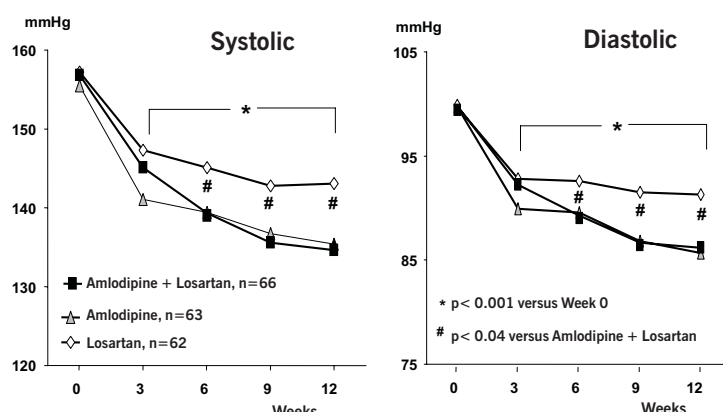 mmHg
Systolic
160
150
140
130
120
*
#
#
#
Amlodipine + Losartan, n=66
Amlodipine, n=63
Losartan, n=62
0 3 6 9 12
Weeks
mmHg
Diastolic
105
95
85
75
*
#
#
#
* p< 0.001 versus Week 0
# p< 0.04 versus Amlodipine + Losartan
0 3 6 9 12
Weeks